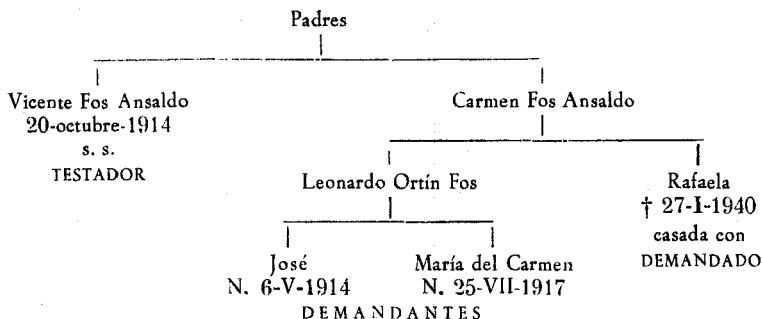 Padres
Vicente Fos Ansaldo
20-octubre-1914
s. s.
TESTADOR
Carmen Fos Ansaldo
Leonardo Ortín Fos
Rafaela
† 27-I-1940
casada con
DEMANDADO
José
N. 6-V-1914
María del Carmen
N. 25-VII-1917
DEMANDANTES